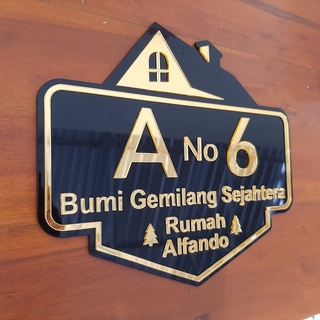 A No 6
Bumi Gemilang Sejahtera
Rumah
Alfando